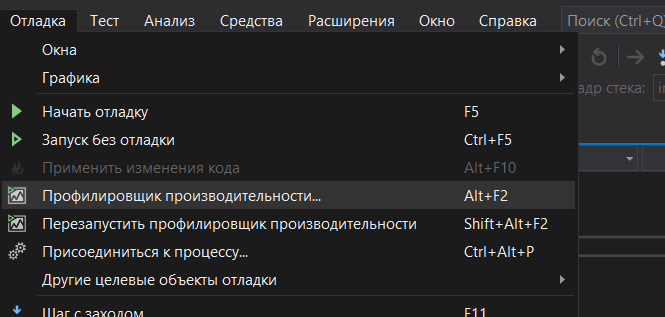 Отладка Тест Анализ Средства Расширения Окно Справка Поиск (Ctrl+Q)
Окна
Графика
адр стека:
Начать отладку F5
Запуск без отладки Ctrl+F5
Применить изменения кода Alt+F10
Профилировщик производительности... Alt+F2
Перезапустить профилировщик производительности Shift+Alt+F2
Присоединиться к процессу... Ctrl+Alt+P
Другие целевые объекты отладки
Шаг с заходом F11